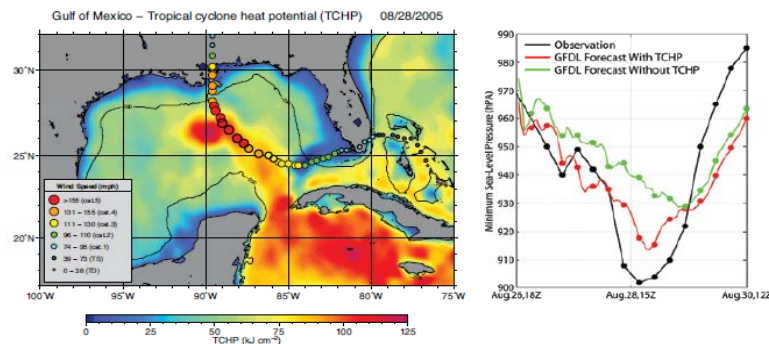 Gulf of Mexico – Tropical cyclone heat potential (TCHP) 08/28/2005
30°N
25°N
20°N
Wind Speed (mph)
>155 (cat.5)
131 – 155 (cat.4)
111 – 130 (cat.3)
96 – 110 (cat.2)
74 – 95 (cat.1)
39 – 73 (TS)
0 – 38 (TD)
100°W 95°W 90°W 85°W 80°W 75°W
0 25 50 75 100 125
TCHP (kJ cm⁻²)
Observation
GFDL Forecast With TCHP
GFDL Forecast Without TCHP
Minimum Sea-Level Pressure (hPA)
990
980
970
960
950
940
930
920
910
900
Aug.26,18Z Aug.28,15Z Aug.30,12Z